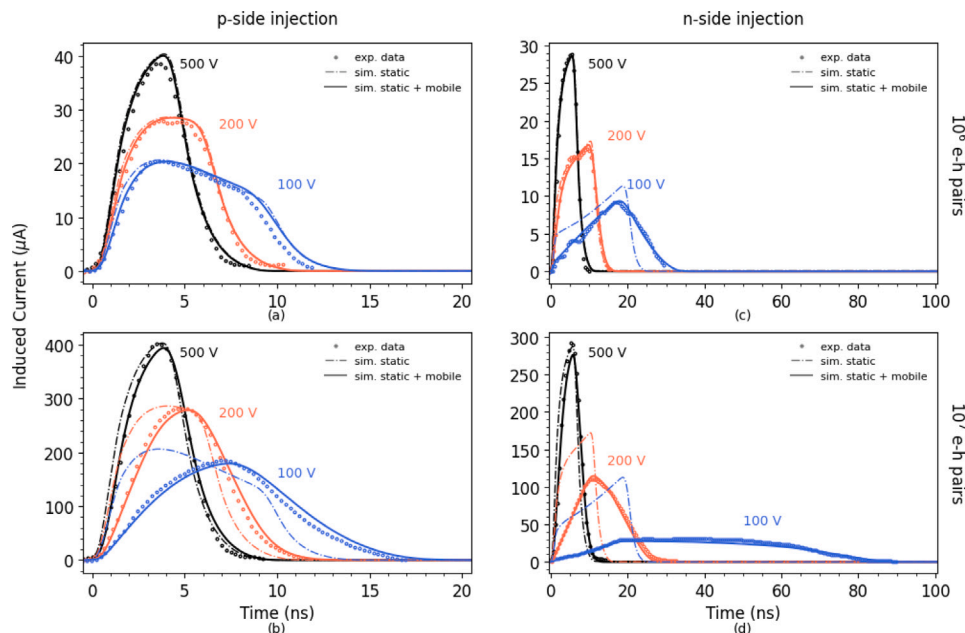 p-side injection
n-side injection
40
30
20
10
0
500 V
200 V
100 V
exp. data
sim. static
sim. static + mobile
0
5
10
15
20
(a)
30
25
20
15
10
5
0
500 V
200 V
100 V
exp. data
sim. static
sim. static + mobile
0
20
40
60
80
100
(c)
10⁶ e-h pairs
Induced Current (μA)
400
300
200
100
0
500 V
200 V
100 V
exp. data
sim. static
sim. static + mobile
0
5
10
15
20
Time (ns)
(b)
300
250
200
150
100
50
0
500 V
200 V
100 V
exp. data
sim. static
sim. static + mobile
0
20
40
60
80
100
Time (ns)
(d)
10⁷ e-h pairs